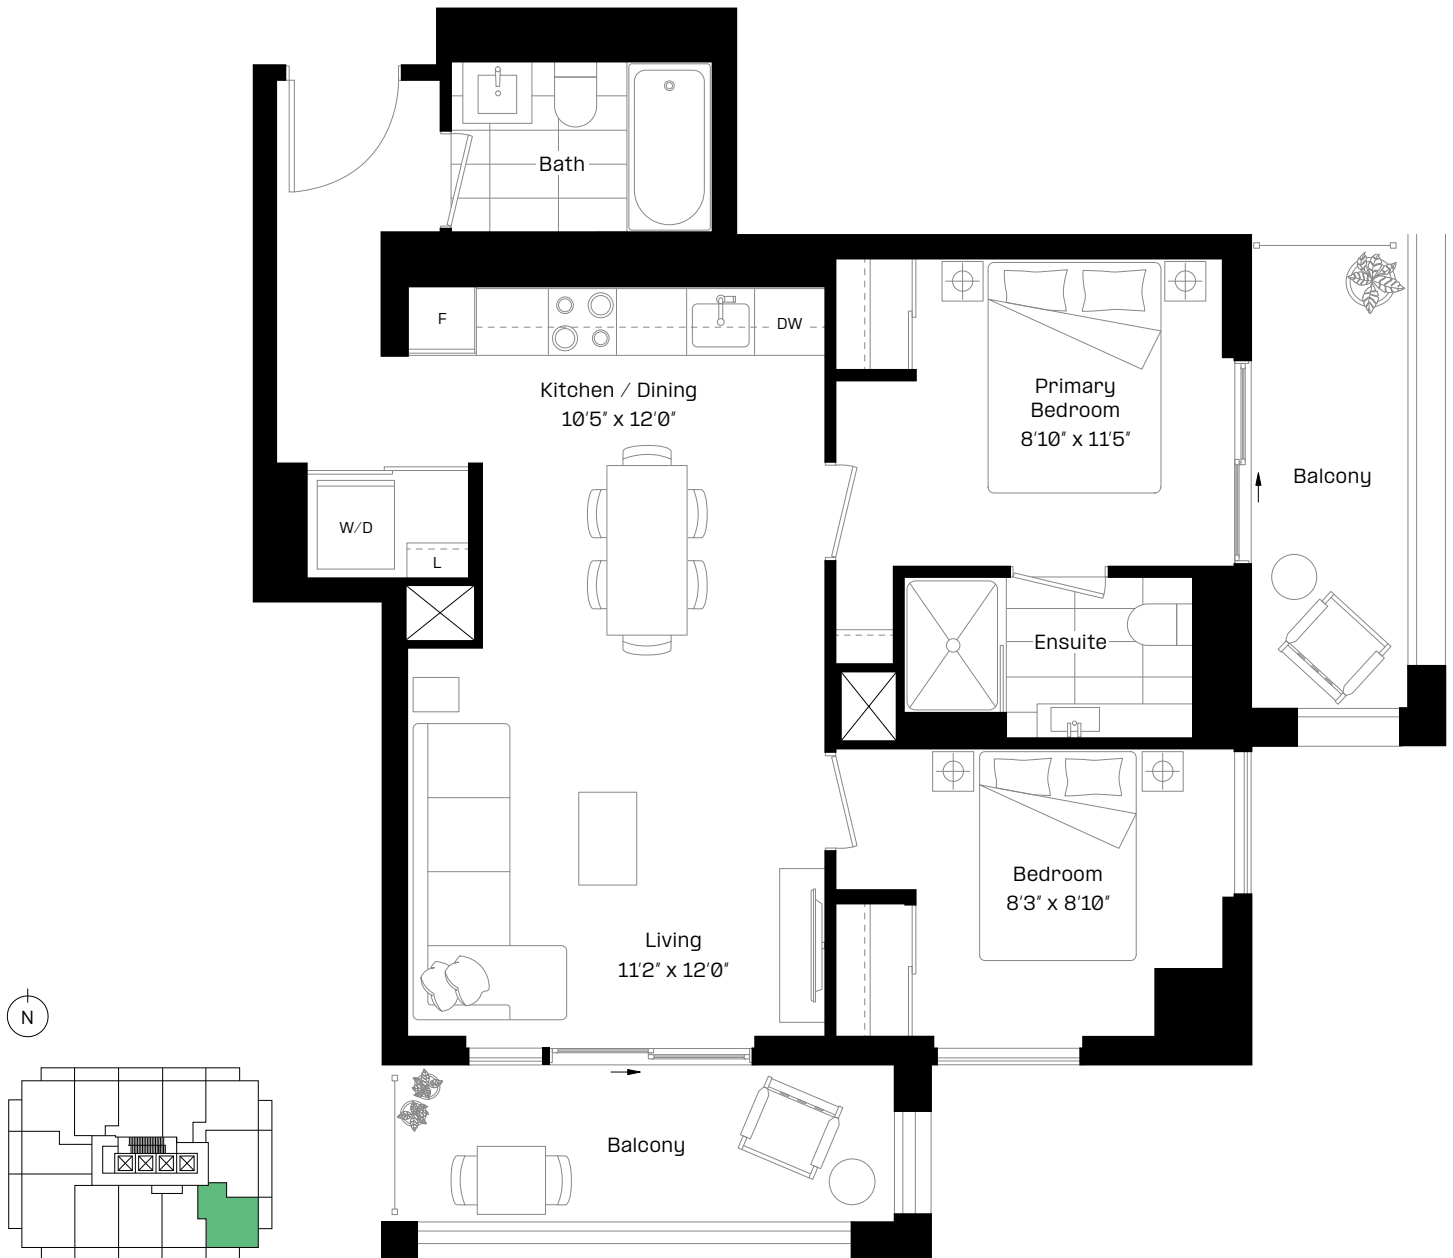 Bath
F
DW
Kitchen / Dining
10'5" x 12'0"
Primary
Bedroom
8'10" x 11'5"
Balcony
W/D
L
Ensuite
Bedroom
8'3" x 8'10"
Living
11'2" x 12'0"
N
Balcony